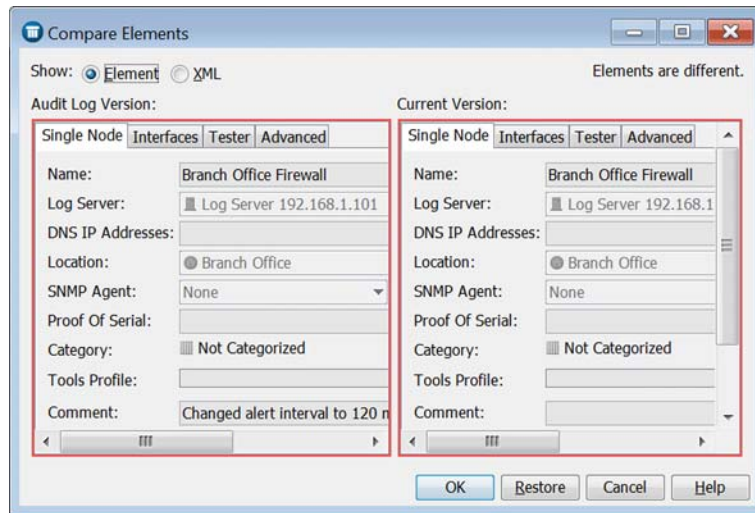 Compare Elements
Show: Element XML Elements are different.
Audit Log Version: Current Version:
Single Node Interfaces Tester Advanced Single Node Interfaces Tester Advanced
Name: Branch Office Firewall Name: Branch Office Firewall
Log Server: Log Server 192.168.1.101 Log Server: Log Server 192.168.1
DNS IP Addresses: DNS IP Addresses:
Location: Branch Office Location: Branch Office
SNMP Agent: None SNMP Agent: None
Proof Of Serial: Proof Of Serial:
Category: Not Categorized Category: Not Categorized
Tools Profile: Tools Profile:
Comment: Changed alert interval to 120 Comment:
OK Restore Cancel Help